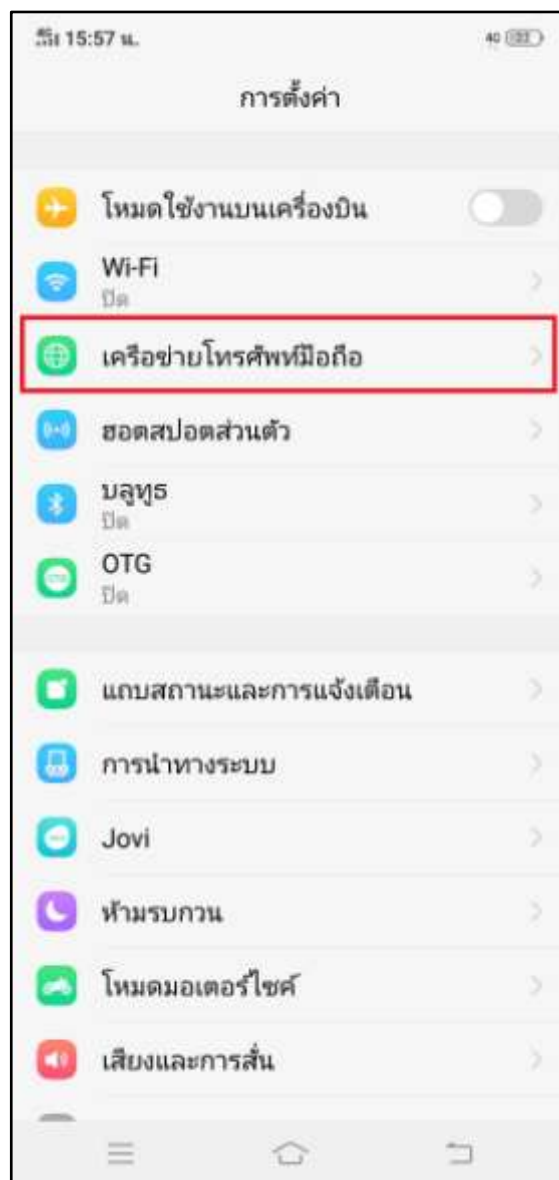 15:57 น.
การตั้งค่า
โหมดใช้งานบนเครื่องบิน
Wi-Fi
ปิด
เครือข่ายโทรศัพท์มือถือ
ฮอตสปอตส่วนตัว
บลูทูธ
ปิด
OTG
ปิด
แถบสถานะและการแจ้งเตือน
การนำทางระบบ
Jovi
ห้ามรบกวน
โหมดมอเตอร์ไซค์
เสียงและการสั่น